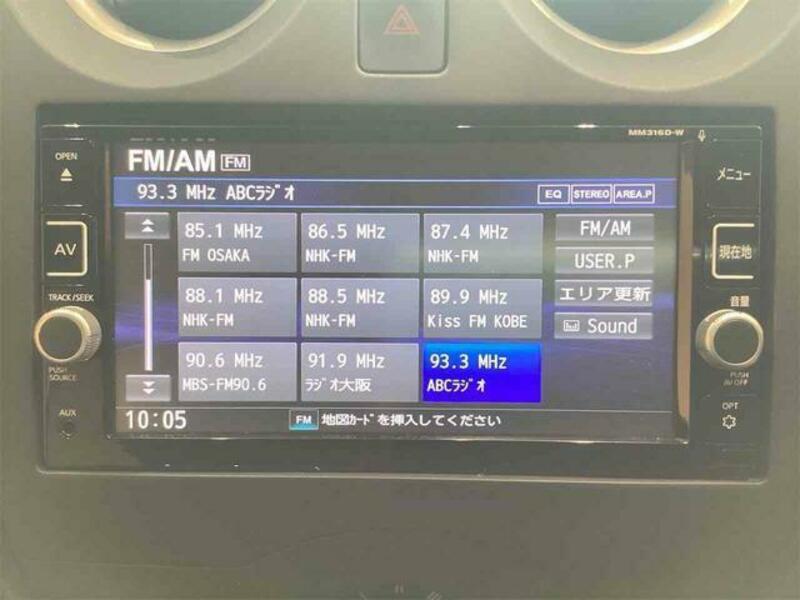 MM316D-W
OPEN
FM/AM FM
メニュー
93.3 MHz ABCラジオ
EQ STEREO AREA.P
AV
85.1 MHz
FM OSAKA
86.5 MHz
NHK-FM
87.4 MHz
NHK-FM
FM/AM
USER.P
現在地
TRACK/SEEK
88.1 MHz
NHK-FM
88.5 MHz
NHK-FM
89.9 MHz
Kiss FM KOBE
エリア更新
Sound
音量
PUSH
SOURCE
90.6 MHz
MBS-FM90.6
91.9 MHz
ラジオ大阪
93.3 MHz
ABCラジオ
PUSH
AV OFF
AUX
10:05
FM 地図カードを挿入してください
OPT